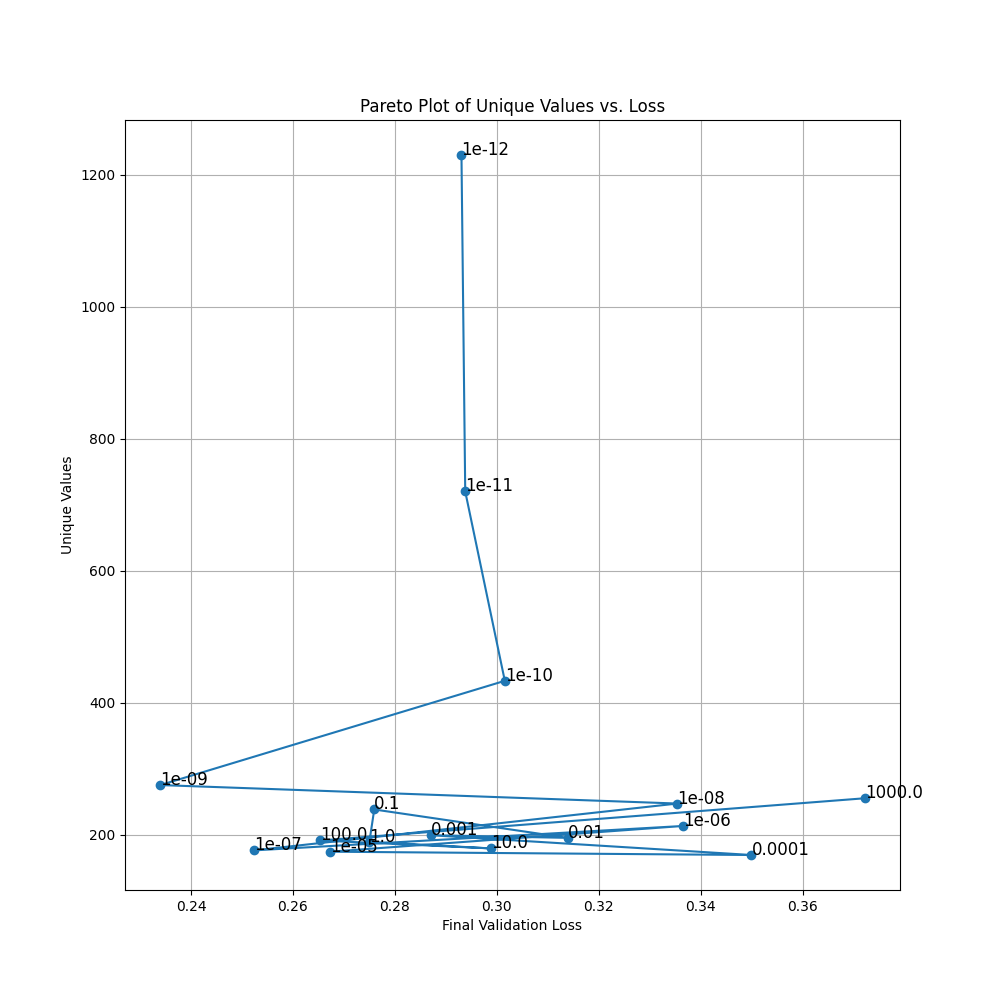 Pareto Plot of Unique Values vs. Loss
1e-12
1200
1000
800
1e-11
Unique Values
600
1e-10
400
1e-09
1000.0
1e-08
0.1
1e-06
0.001
0.01
200
100.0
1.0
10.0
1e-07
1e-05
0.0001
0.24
0.26
0.28
0.30
0.32
0.34
0.36
Final Validation Loss